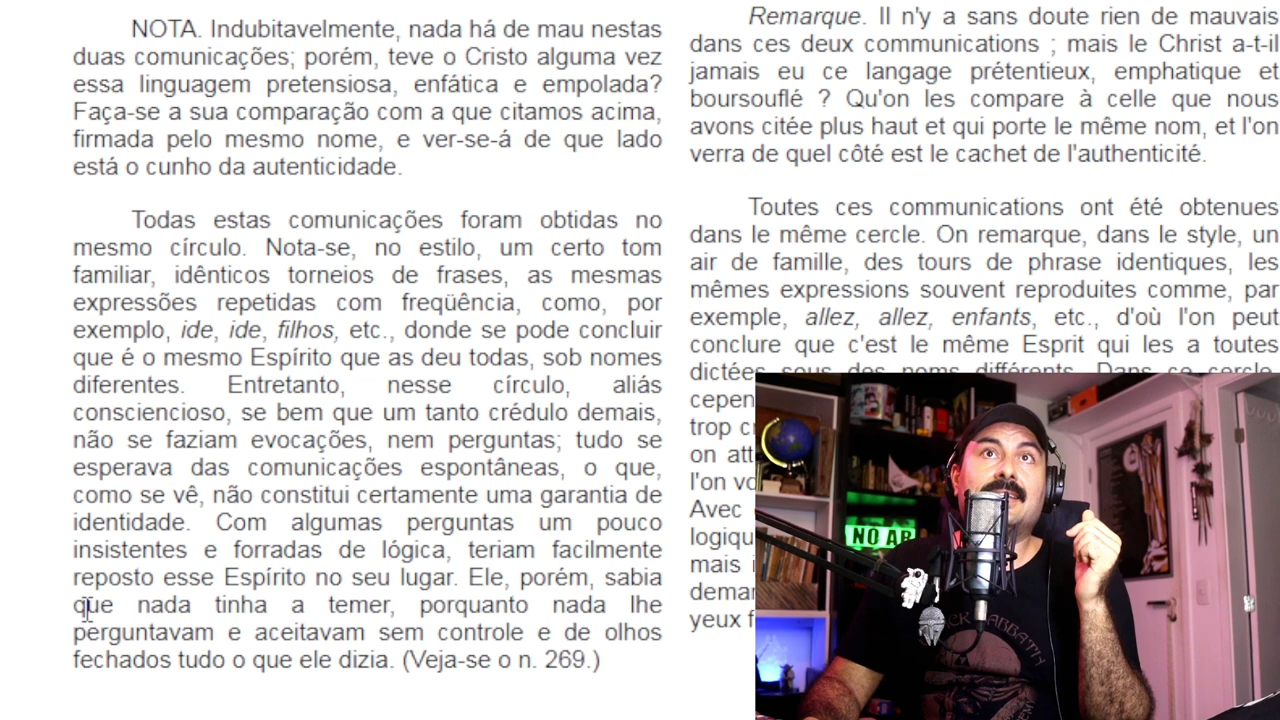 NOTA. Indubitavelmente, nada há de mau nestas
duas comunicações; porém, teve o Cristo alguma vez
essa linguagem pretensiosa, enfática e empolada?
Faça-se a sua comparação com a que citamos acima,
firmada pelo mesmo nome, e ver-se-á de que lado
está o cunho da autenticidade.
Todas estas comunicações foram obtidas no
mesmo círculo. Nota-se, no estilo, um certo tom
familiar, idênticos torneios de frases, as mesmas
expressões repetidas com freqüência, como, por
exemplo, ide, ide, filhos, etc., donde se pode concluir
que é o mesmo Espírito que as deu todas, sob nomes
diferentes. Entretanto, nesse círculo, aliás
consciencioso, se bem que um tanto crédulo demais,
não se faziam evocações, nem perguntas; tudo se
esperava das comunicações espontâneas, o que,
como se vê, não constitui certamente uma garantia de
identidade. Com algumas perguntas um pouco
insistentes e forradas de lógica, teriam facilmente
reposto esse Espírito no seu lugar. Ele, porém, sabia
que nada tinha a temer, porquanto nada lhe
perguntavam e aceitavam sem controle e de olhos
fechados tudo o que ele dizia. (Veja-se o n. 269.)
Remarque. Il n'y a sans doute rien de mauvais
dans ces deux communications ; mais le Christ a-t-il
jamais eu ce langage prétentieux, emphatique et
boursouflé ? Qu'on les compare à celle que nous
avons citée plus haut et qui porte le même nom, et l'on
verra de quel côté est le cachet de l'authenticité.
Toutes ces communications ont été obtenues
dans le même cercle. On remarque, dans le style, un
air de famille, des tours de phrase identiques, les
mêmes expressions souvent reproduites comme, par
exemple, allez, allez, enfants, etc., d'où l'on peut
conclure que c'est le même Esprit qui les a toutes
dictées sous des noms différents. Dans ce cercle,
cepen
trop c
on att
l'on vo
Avec
logiqu
mais i
demar
yeux f
NO AR
SABBATH